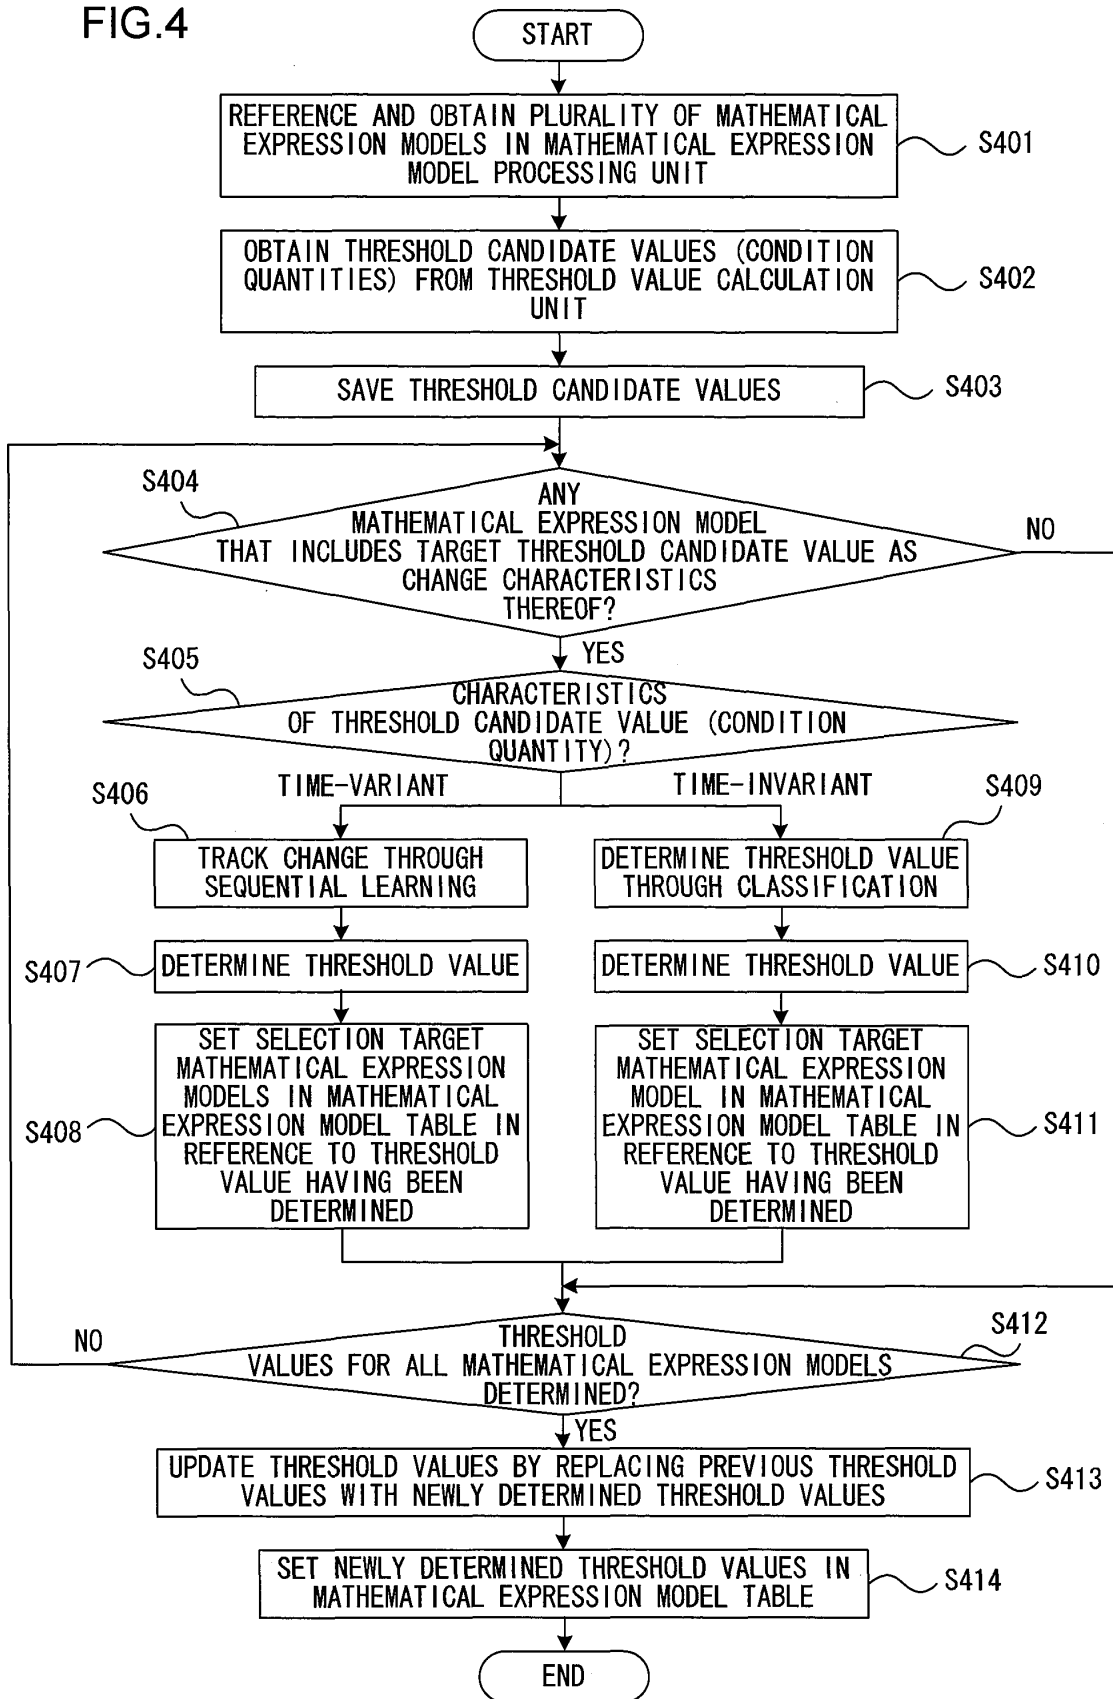 FIG.4
START
REFERENCE AND OBTAIN PLURALITY OF MATHEMATICAL
EXPRESSION MODELS IN MATHEMATICAL EXPRESSION
MODEL PROCESSING UNIT
S401
OBTAIN THRESHOLD CANDIDATE VALUES (CONDITION
QUANTITIES) FROM THRESHOLD VALUE CALCULATION
UNIT
S402
SAVE THRESHOLD CANDIDATE VALUES
S403
S404
ANY
MATHEMATICAL EXPRESSION MODEL
THAT INCLUDES TARGET THRESHOLD CANDIDATE VALUE AS
CHANGE CHARACTERISTICS
THEREOF?
NO
YES
S405
CHARACTERISTICS
OF THRESHOLD CANDIDATE VALUE (CONDITION
QUANTITY)?
TIME-VARIANT
TIME-INVARIANT
S406
TRACK CHANGE THROUGH
SEQUENTIAL LEARNING
S409
DETERMINE THRESHOLD VALUE
THROUGH CLASSIFICATION
S407
DETERMINE THRESHOLD VALUE
DETERMINE THRESHOLD VALUE
S410
S408
SET SELECTION TARGET
MATHEMATICAL EXPRESSION
MODELS IN MATHEMATICAL
EXPRESSION MODEL TABLE IN
REFERENCE TO THRESHOLD
VALUE HAVING BEEN
DETERMINED
SET SELECTION TARGET
MATHEMATICAL EXPRESSION
MODEL IN MATHEMATICAL
EXPRESSION MODEL TABLE IN
REFERENCE TO THRESHOLD
VALUE HAVING BEEN
DETERMINED
S411
NO
THRESHOLD
VALUES FOR ALL MATHEMATICAL EXPRESSION MODELS
DETERMINED?
S412
YES
UPDATE THRESHOLD VALUES BY REPLACING PREVIOUS THRESHOLD
VALUES WITH NEWLY DETERMINED THRESHOLD VALUES
S413
SET NEWLY DETERMINED THRESHOLD VALUES IN
MATHEMATICAL EXPRESSION MODEL TABLE
S414
END